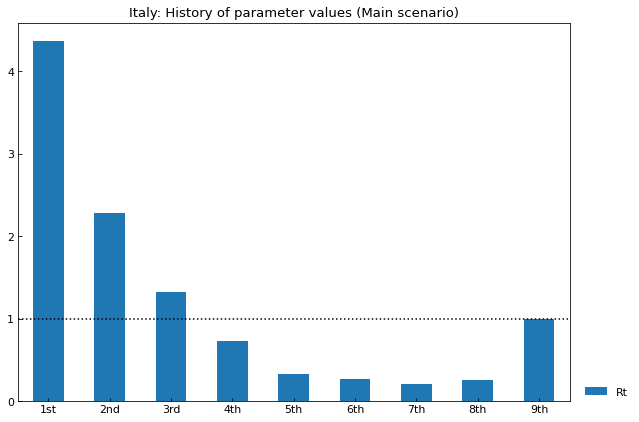 Italy: History of parameter values (Main scenario)
4
3
2
1
0
1st 2nd 3rd 4th 5th 6th 7th 8th 9th
Rt